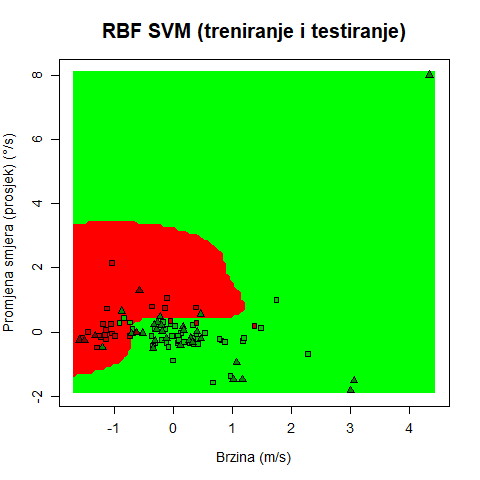 RBF SVM (treniranje i testiranje)
Promjena smjera (prosjek) (°/s)
8
6
4
2
0
-2
-1 0 1 2 3 4
Brzina (m/s)